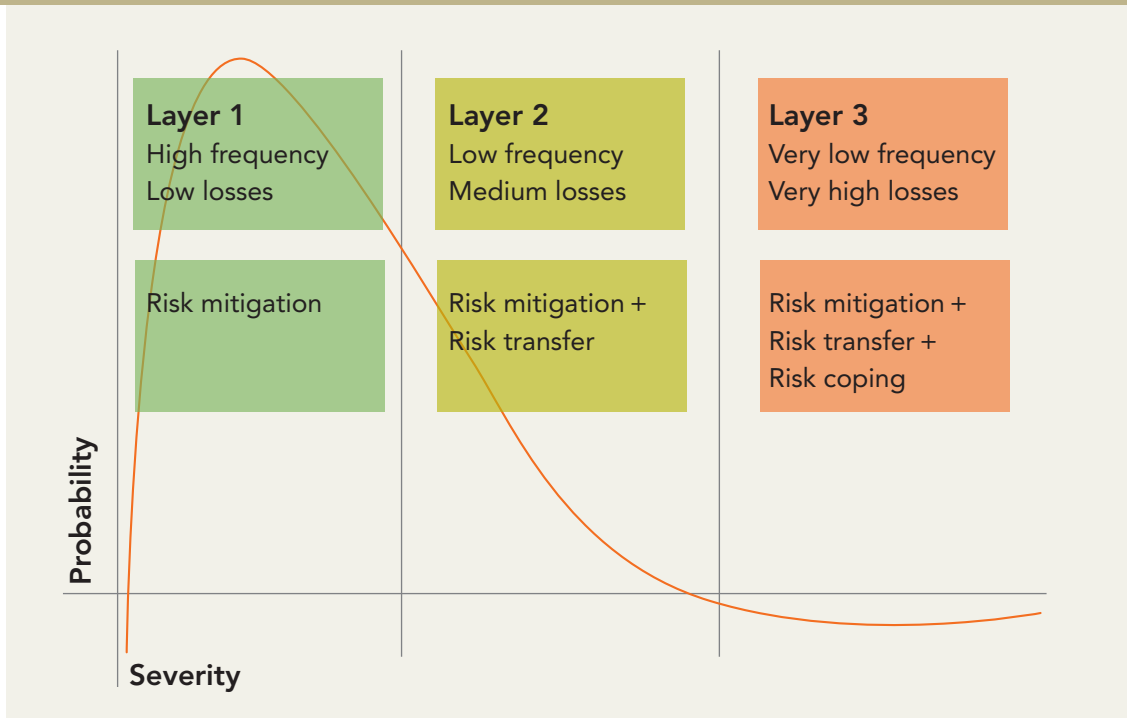 Layer 1
High frequency
Low losses
Risk mitigation
Layer 2
Low frequency
Medium losses
Risk mitigation +
Risk transfer
Layer 3
Very low frequency
Very high losses
Risk mitigation +
Risk transfer +
Risk coping
Probability
Severity